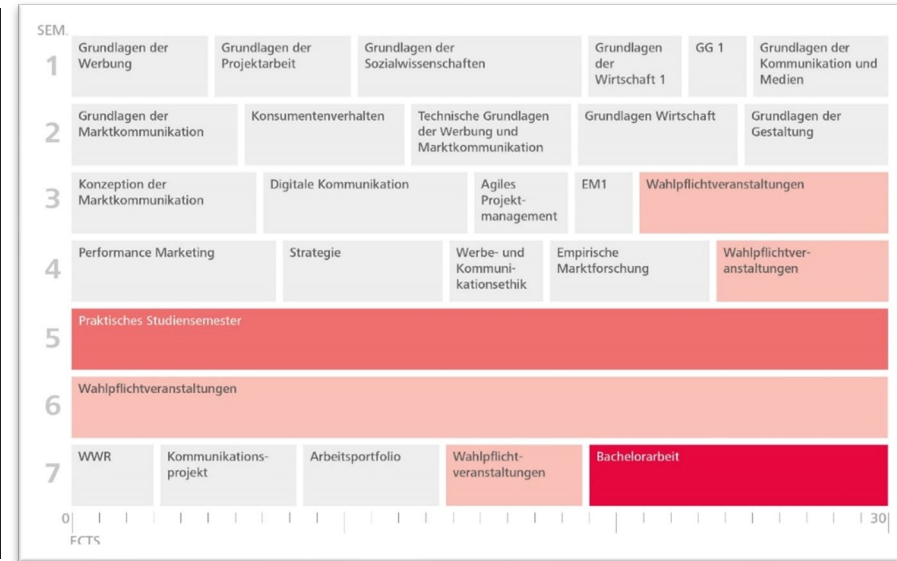 SEM.
1
Grundlagen der
Werbung
Grundlagen der
Projektarbeit
Grundlagen der
Sozialwissenschaften
Grundlagen
der
Wirtschaft 1
GG 1
Grundlagen der
Kommunikation und
Medien
2
Grundlagen der
Marktkommunikation
Konsumentenverhalten
Technische Grundlagen
der Werbung und
Marktkommunikation
Grundlagen Wirtschaft
Grundlagen der
Gestaltung
3
Konzeption der
Marktkommunikation
Digitale Kommunikation
Agiles
Projekt-
management
EM1
Wahlpflichtveranstaltungen
4
Performance Marketing
Strategie
Werbe- und
Kommuni-
kationsethik
Empirische
Marktforschung
Wahlpflichtver-
anstaltungen
5
Praktisches Studiensemester
6
Wahlpflichtveranstaltungen
7
WWR
Kommunikations-
projekt
Arbeitsportfolio
Wahlpflicht-
veranstaltungen
Bachelorarbeit
0
30
ECTS